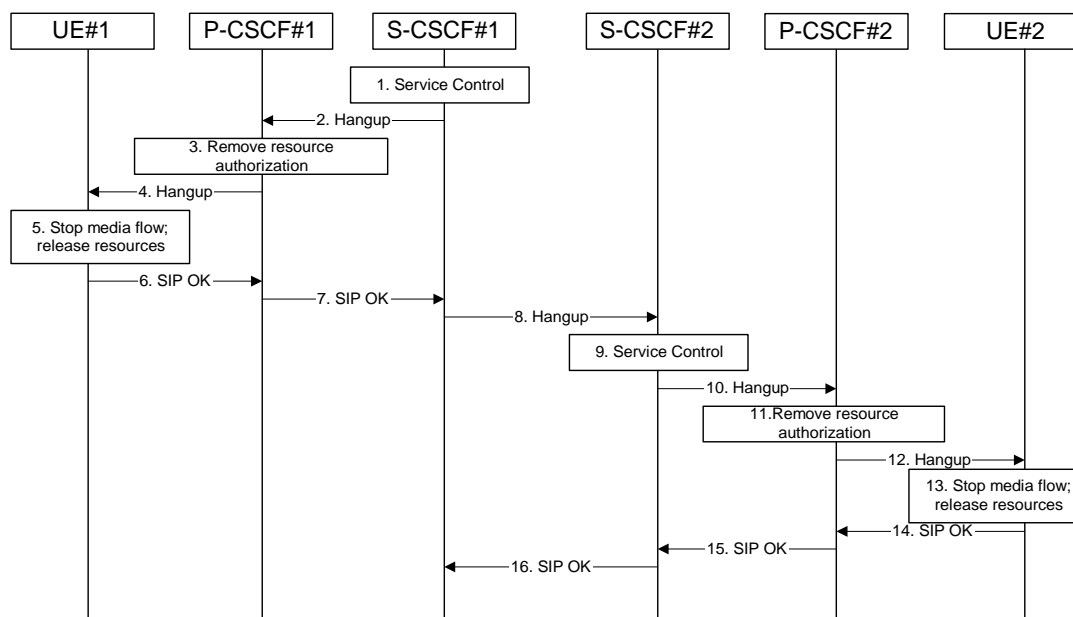 UE#1
P-CSCF#1
S-CSCF#1
S-CSCF#2
P-CSCF#2
UE#2
1. Service Control
2. Hangup
3. Remove resource
authorization
4. Hangup
5. Stop media flow;
release resources
6. SIP OK
7. SIP OK
8. Hangup
9. Service Control
10. Hangup
11.Remove resource
authorization
12. Hangup
13. Stop media flow;
release resources
14. SIP OK
15. SIP OK
16. SIP OK